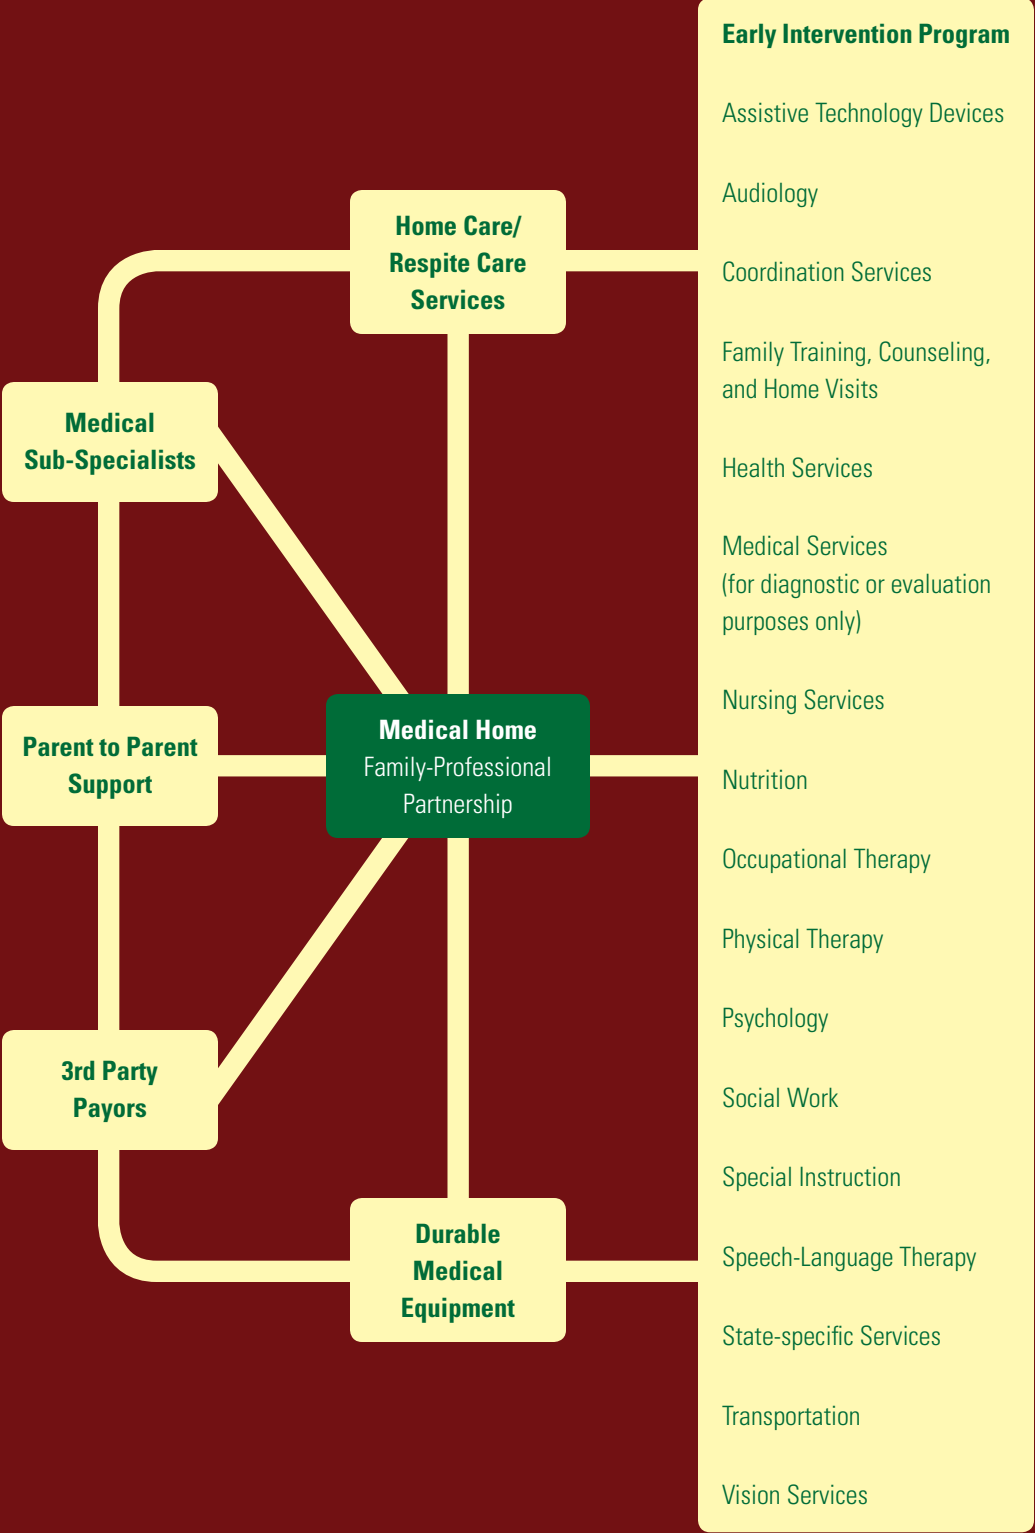 Home Care/
Respite Care
Services
Medical
Sub-Specialists
Parent to Parent
Support
Medical Home
Family-Professional
Partnership
3rd Party
Payors
Durable
Medical
Equipment
Early Intervention Program
Assistive Technology Devices
Audiology
Coordination Services
Family Training, Counseling,
and Home Visits
Health Services
Medical Services
(for diagnostic or evaluation
purposes only)
Nursing Services
Nutrition
Occupational Therapy
Physical Therapy
Psychology
Social Work
Special Instruction
Speech-Language Therapy
State-specific Services
Transportation
Vision Services